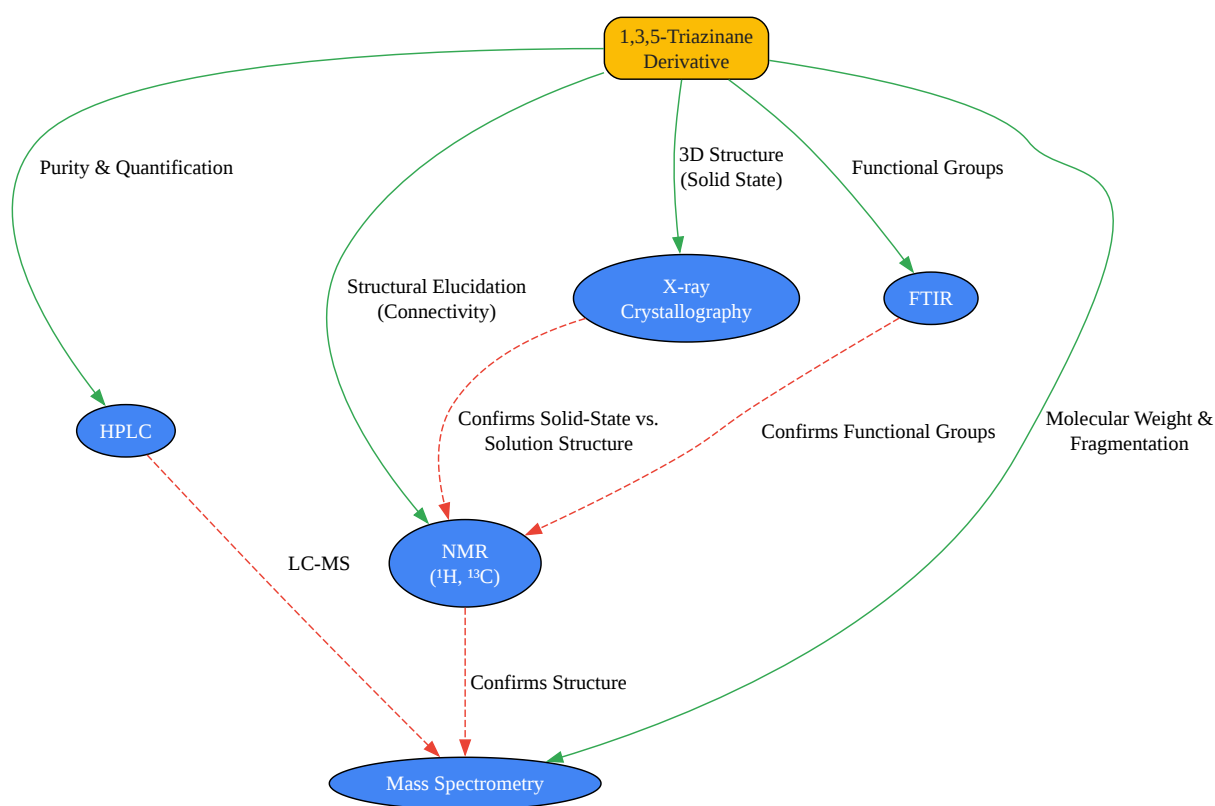 1,3,5-Triazinane
Derivative
Purity & Quantification
3D Structure
(Solid State)
Functional Groups
Structural Elucidation
(Connectivity)
X-ray
Crystallography
FTIR
HPLC
Confirms Solid-State vs.
Solution Structure
Confirms Functional Groups
Molecular Weight &
Fragmentation
LC-MS
NMR
(¹H, ¹³C)
Confirms Structure
Mass Spectrometry